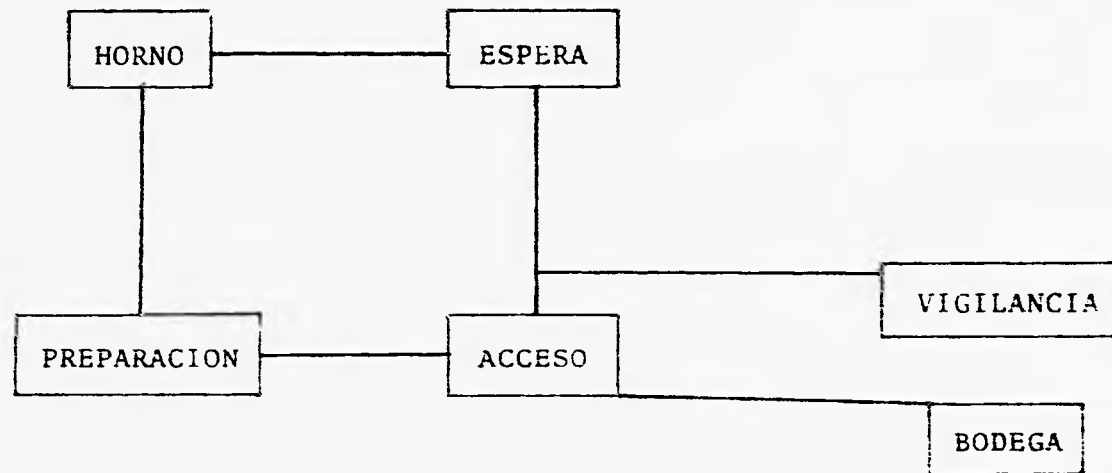 HORNO
ESPERA
VIGILANCIA
PREPARACION
ACCESO
BODEGA